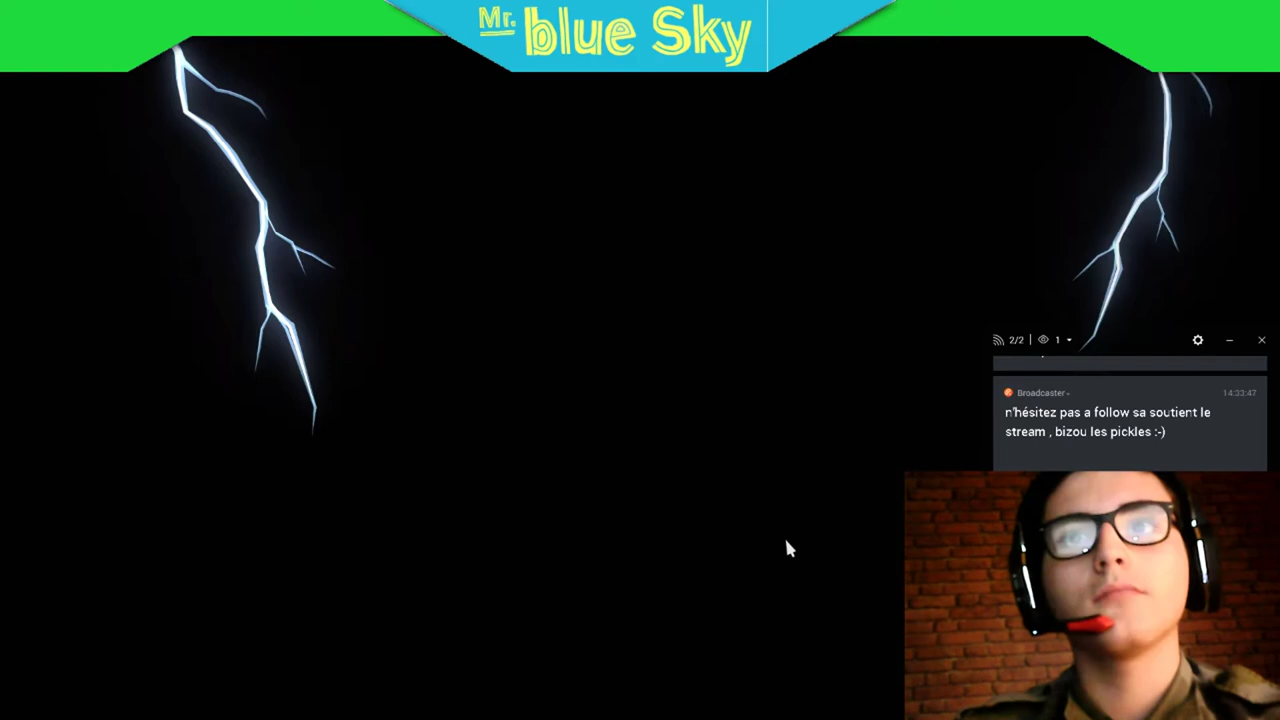 Mr.
blue Sky
2/2 | 1
Broadcaster
14:33:47
n'hésitez pas a follow sa soutient le
stream , bizou les pickles :-)